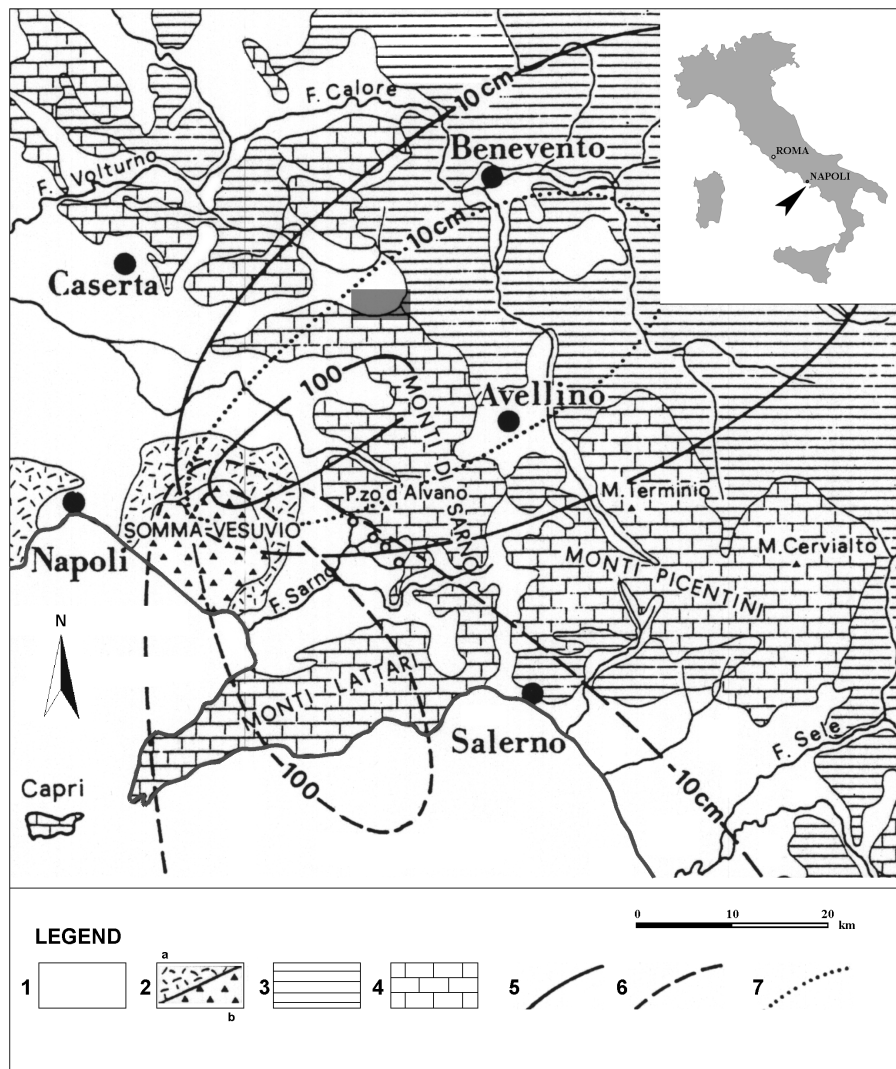 F. Calore
10 cm
ROMA
NAPOLI
Benevento
F. Volturno
10cm
Caserta
100
MONTI DI SARNO
Avellino
P.zo d'Alvano
M. Terminio
SOMMA-VESUVIO
M. Cervialto
Napoli
MONTI PICENTINI
F. Sarno
N
MONTI LATTARI
Salerno
F. Sele
100
10cm
Capri
0 10 20
km
LEGEND
a
1 2 3 4 5 6 7
b